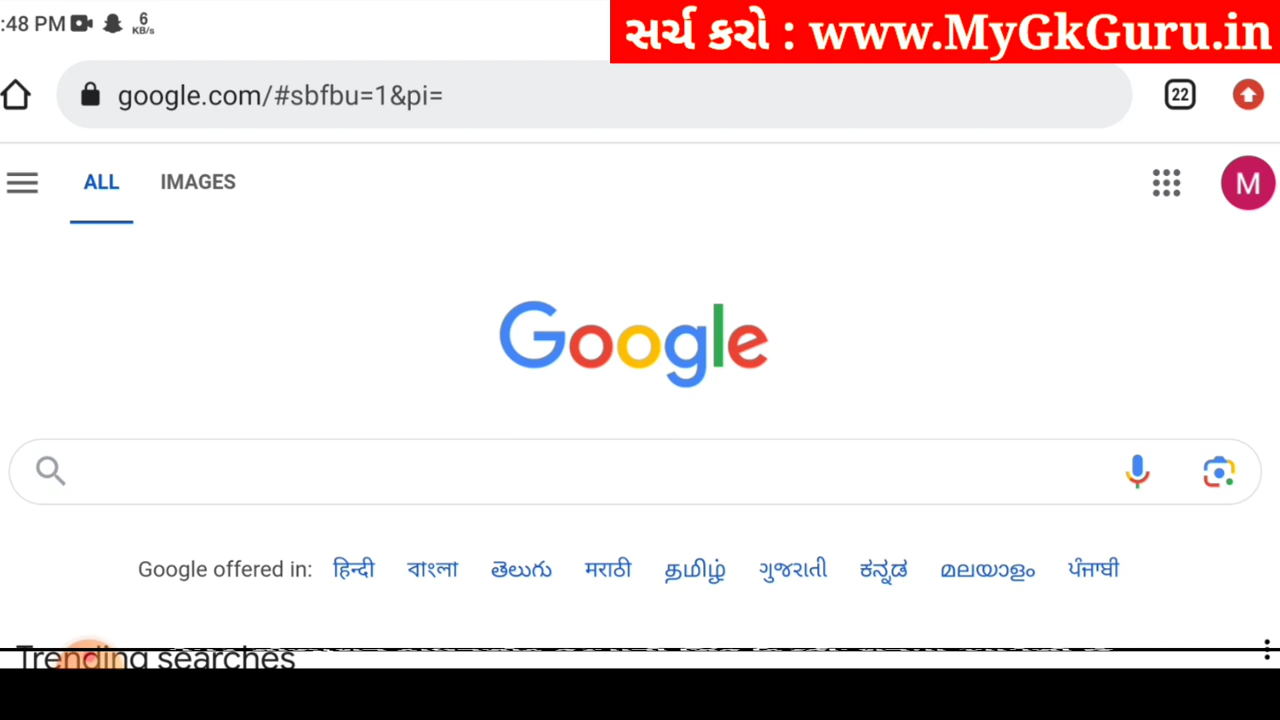 :48 PM 6 KB/s
સર્ચ કરો : www.MyGkGuru.in
google.com/#sbfbu=1&pi=
22
ALL IMAGES
M
Google
Google offered in: हिन्दी বাংলা తెలుగు मराठी தமிழ் ગુજરાતી ಕನ್ನಡ മലയാളം ਪੰਜਾਬੀ
Trending searches